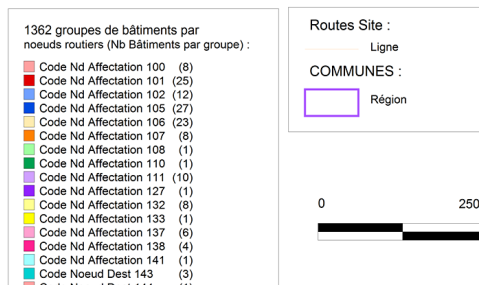 1362 groupes de bâtiments par
noeuds routiers (Nb Bâtiments par groupe) :
Code Nd Affectation 100 (8)
Code Nd Affectation 101 (25)
Code Nd Affectation 102 (12)
Code Nd Affectation 105 (27)
Code Nd Affectation 106 (23)
Code Nd Affectation 107 (8)
Code Nd Affectation 108 (1)
Code Nd Affectation 110 (1)
Code Nd Affectation 111 (10)
Code Nd Affectation 127 (1)
Code Nd Affectation 132 (8)
Code Nd Affectation 133 (1)
Code Nd Affectation 137 (6)
Code Nd Affectation 138 (4)
Code Nd Affectation 141 (1)
Code Noeud Dest 143 (3)
Routes Site :
Ligne
COMMUNES :
Région
0 250